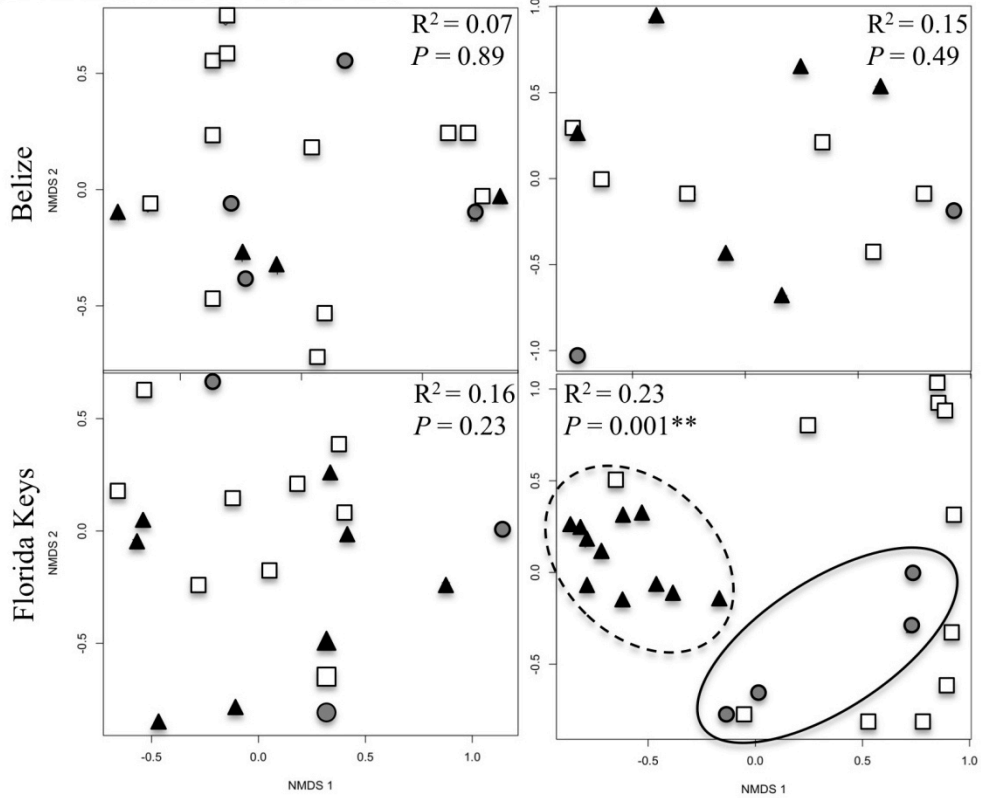 Belize
NMDS 2
0.5
0.0
-0.5
R² = 0.07
P = 0.89
1.0
0.5
0.0
-0.5
-1.0
R² = 0.15
P = 0.49
Florida Keys
NMDS 2
0.5
0.0
-0.5
R² = 0.16
P = 0.23
-0.5
0.0
0.5
1.0
NMDS 1
1.0
0.5
0.0
-0.5
R² = 0.23
P = 0.001**
-0.5
0.0
0.5
1.0
NMDS 1